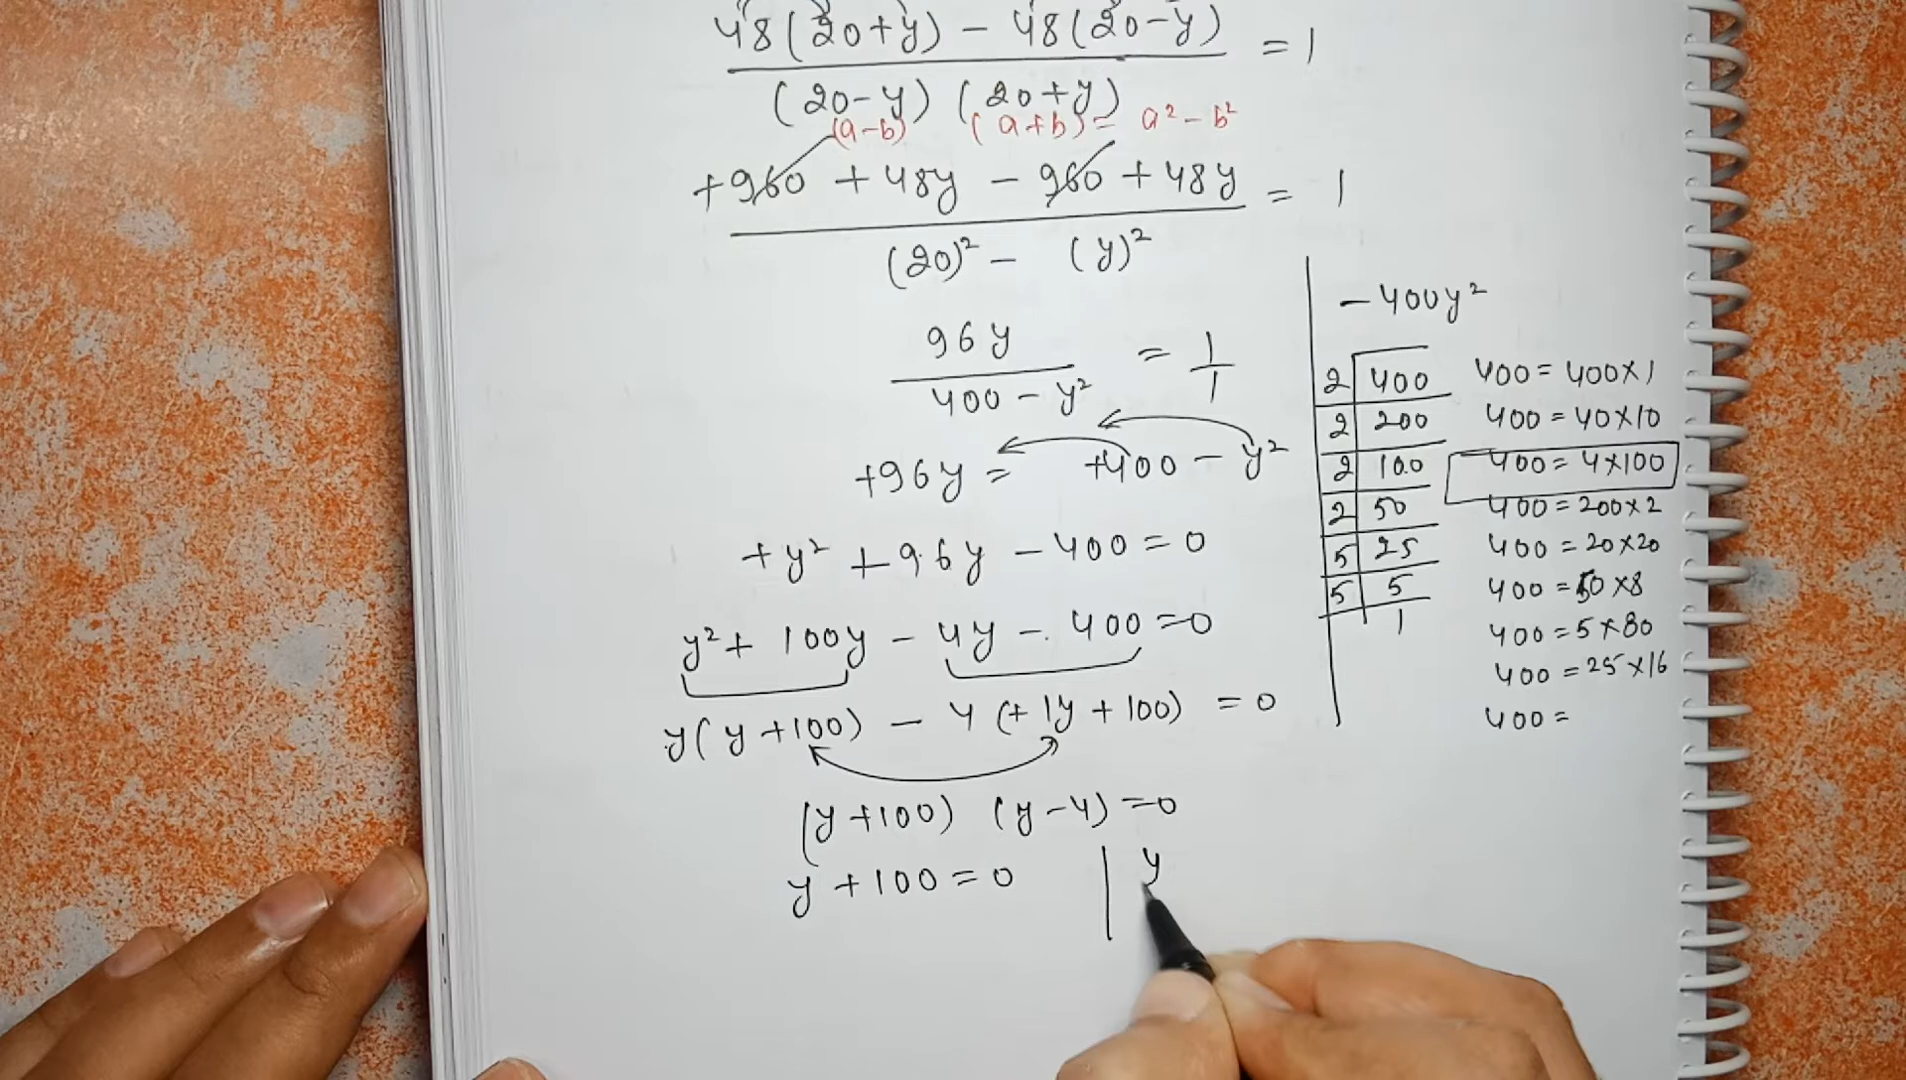 48(20+y) - 48(20-y) = 1
(20-y) (20+y)
(a-b) (a+b) = a² - b²
+960 + 48y - 960 + 48y = 1
(20)² - (y)²
96y = 1
400 - y² 1
+96y = +400 - y²
+y² + 96y - 400 = 0
y² + 100y - 4y - 400 = 0
y(y+100) - 4(+1y+100) = 0
(y+100) (y-4) = 0
y + 100 = 0 | y
- 400y²
2 | 400
2 | 200
2 | 100
2 | 50
5 | 25
5 | 5
1
400 = 400×1
400 = 40×10
400 = 4×100
400 = 200×2
400 = 20×20
400 = 50×8
400 = 5×80
400 = 25×16
400 =